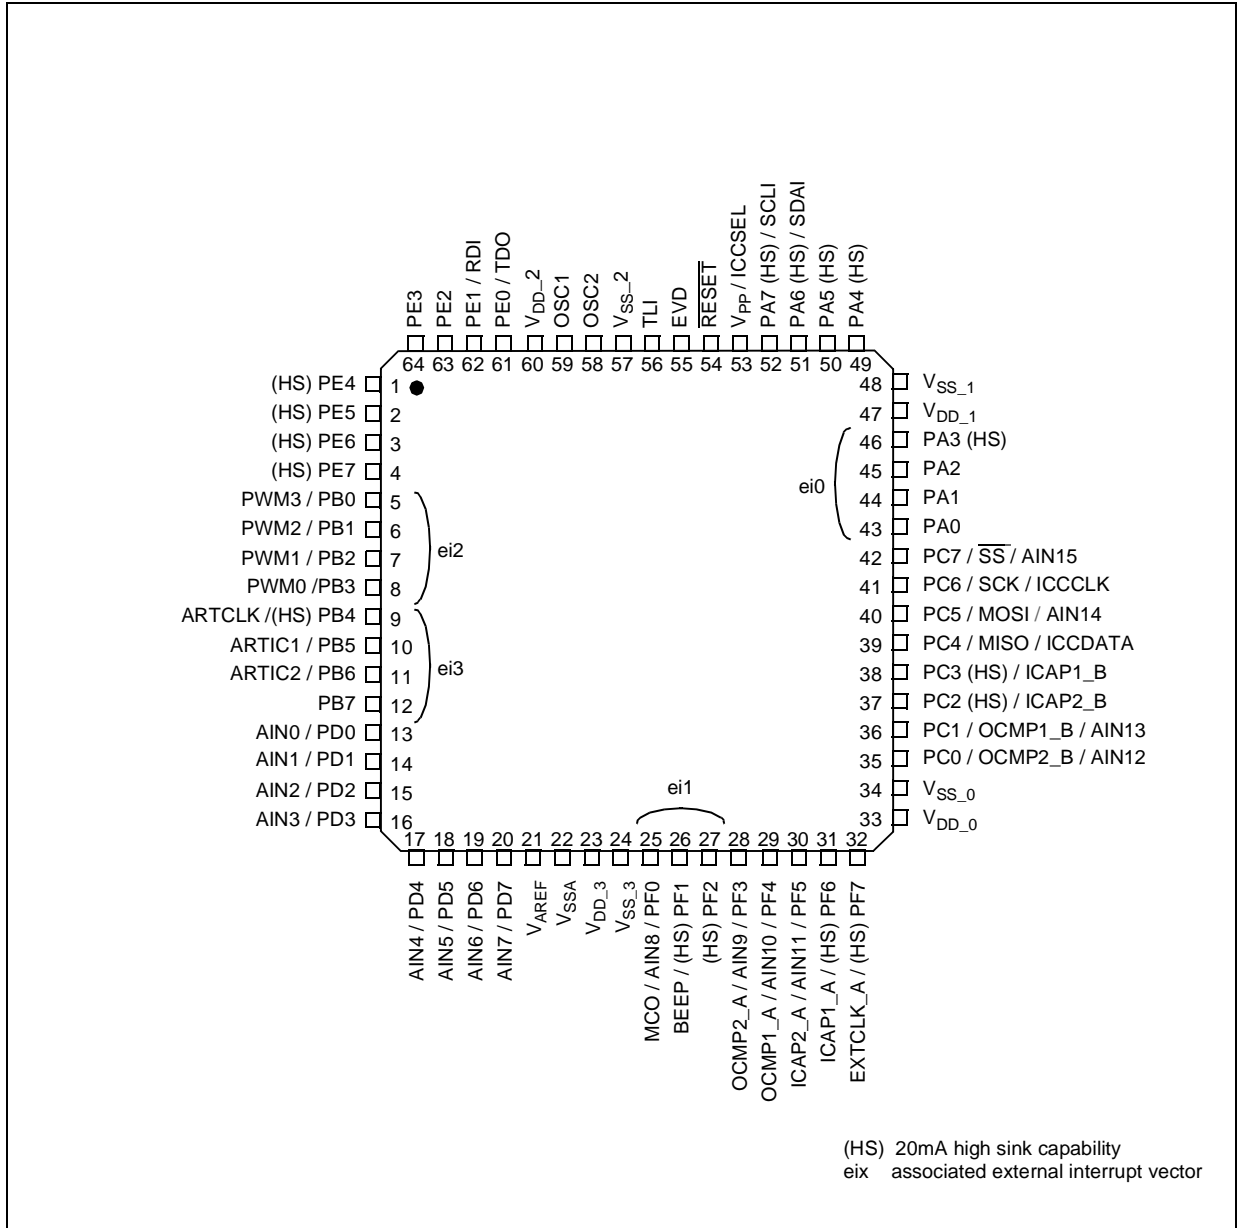 PE3
PE2
PE1 / RDI
PE0 / TDO
VDD_2
OSC1
OSC2
VSS_2
TLI
EVD
RESET
VPP / ICCSEL
PA7 (HS) / SCLI
PA6 (HS) / SDAI
PA5 (HS)
PA4 (HS)
64 63 62 61 60 59 58 57 56 55 54 53 52 51 50 49
(HS) PE4 1
(HS) PE5 2
(HS) PE6 3
(HS) PE7 4
PWM3 / PB0 5
PWM2 / PB1 6
PWM1 / PB2 7
PWM0 /PB3 8
ei2
ARTCLK /(HS) PB4 9
ARTIC1 / PB5 10
ARTIC2 / PB6 11
PB7 12
ei3
AIN0 / PD0 13
AIN1 / PD1 14
AIN2 / PD2 15
AIN3 / PD3 16
48 VSS_1
47 VDD_1
46 PA3 (HS)
45 PA2
44 PA1
43 PA0
ei0
42 PC7 / SS / AIN15
41 PC6 / SCK / ICCCLK
40 PC5 / MOSI / AIN14
39 PC4 / MISO / ICCDATA
38 PC3 (HS) / ICAP1_B
37 PC2 (HS) / ICAP2_B
36 PC1 / OCMP1_B / AIN13
35 PC0 / OCMP2_B / AIN12
34 VSS_0
33 VDD_0
ei1
17 18 19 20 21 22 23 24 25 26 27 28 29 30 31 32
AIN4 / PD4
AIN5 / PD5
AIN6 / PD6
AIN7 / PD7
VAREF
VSSA
VDD_3
VSS_3
MCO / AIN8 / PF0
BEEP / (HS) PF1
(HS) PF2
OCMP2_A / AIN9 / PF3
OCMP1_A / AIN10 / PF4
ICAP2_A / AIN11 / PF5
ICAP1_A / (HS) PF6
EXTCLK_A / (HS) PF7
(HS) 20mA high sink capability
eix associated external interrupt vector